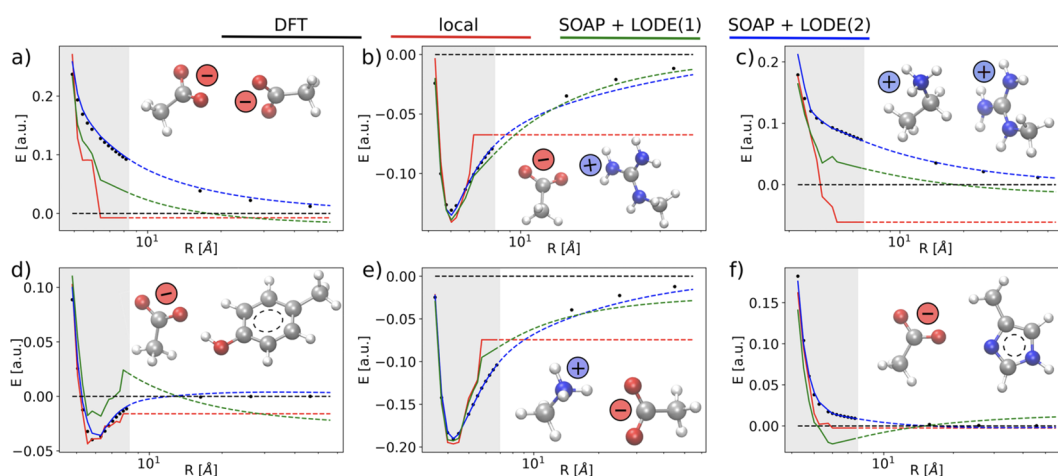 DFT local SOAP + LODE(1) SOAP + LODE(2)
a) b) c)
E [a.u.] 0.2 0.1 0.0
− −
10¹
R [Å]
E [a.u.] 0.00 −0.05 −0.10
− +
10¹
R [Å]
E [a.u.] 0.2 0.1 0.0
+ +
10¹
R [Å]
d) e) f)
E [a.u.] 0.10 0.05 0.00 −0.05
−
10¹
R [Å]
E [a.u.] 0.00 −0.05 −0.10 −0.15 −0.20
+ −
10¹
R [Å]
E [a.u.] 0.15 0.10 0.05 0.00
−
10¹
R [Å]